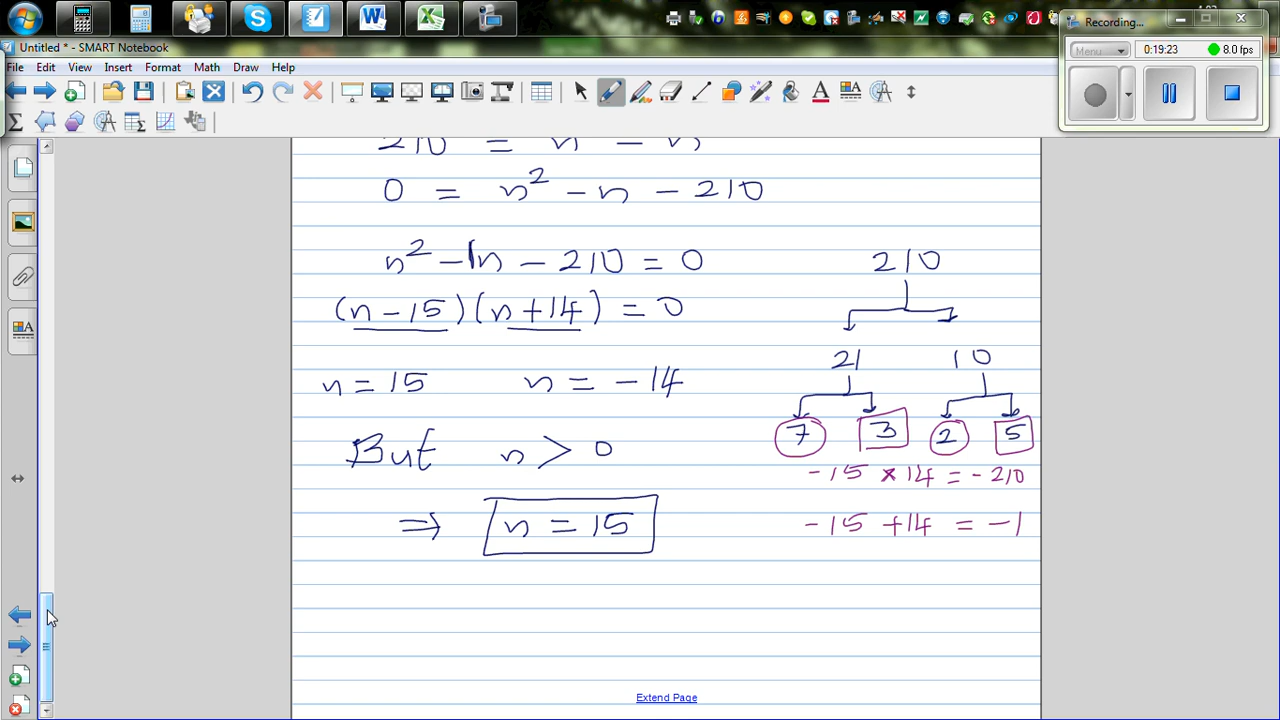 Untitled * - SMART Notebook
Recording...
File Edit View Insert Format Math Draw Help
Menu 0:19:23 8.0 fps
210 = n - n
0 = n² - n - 210
n² - 1n - 210 = 0
210
(n - 15)(n + 14) = 0
21 10
n = 15 n = -14
7 3 2 5
But n > 0
-15 × 14 = -210
⇒ n = 15
-15 + 14 = -1
Extend Page